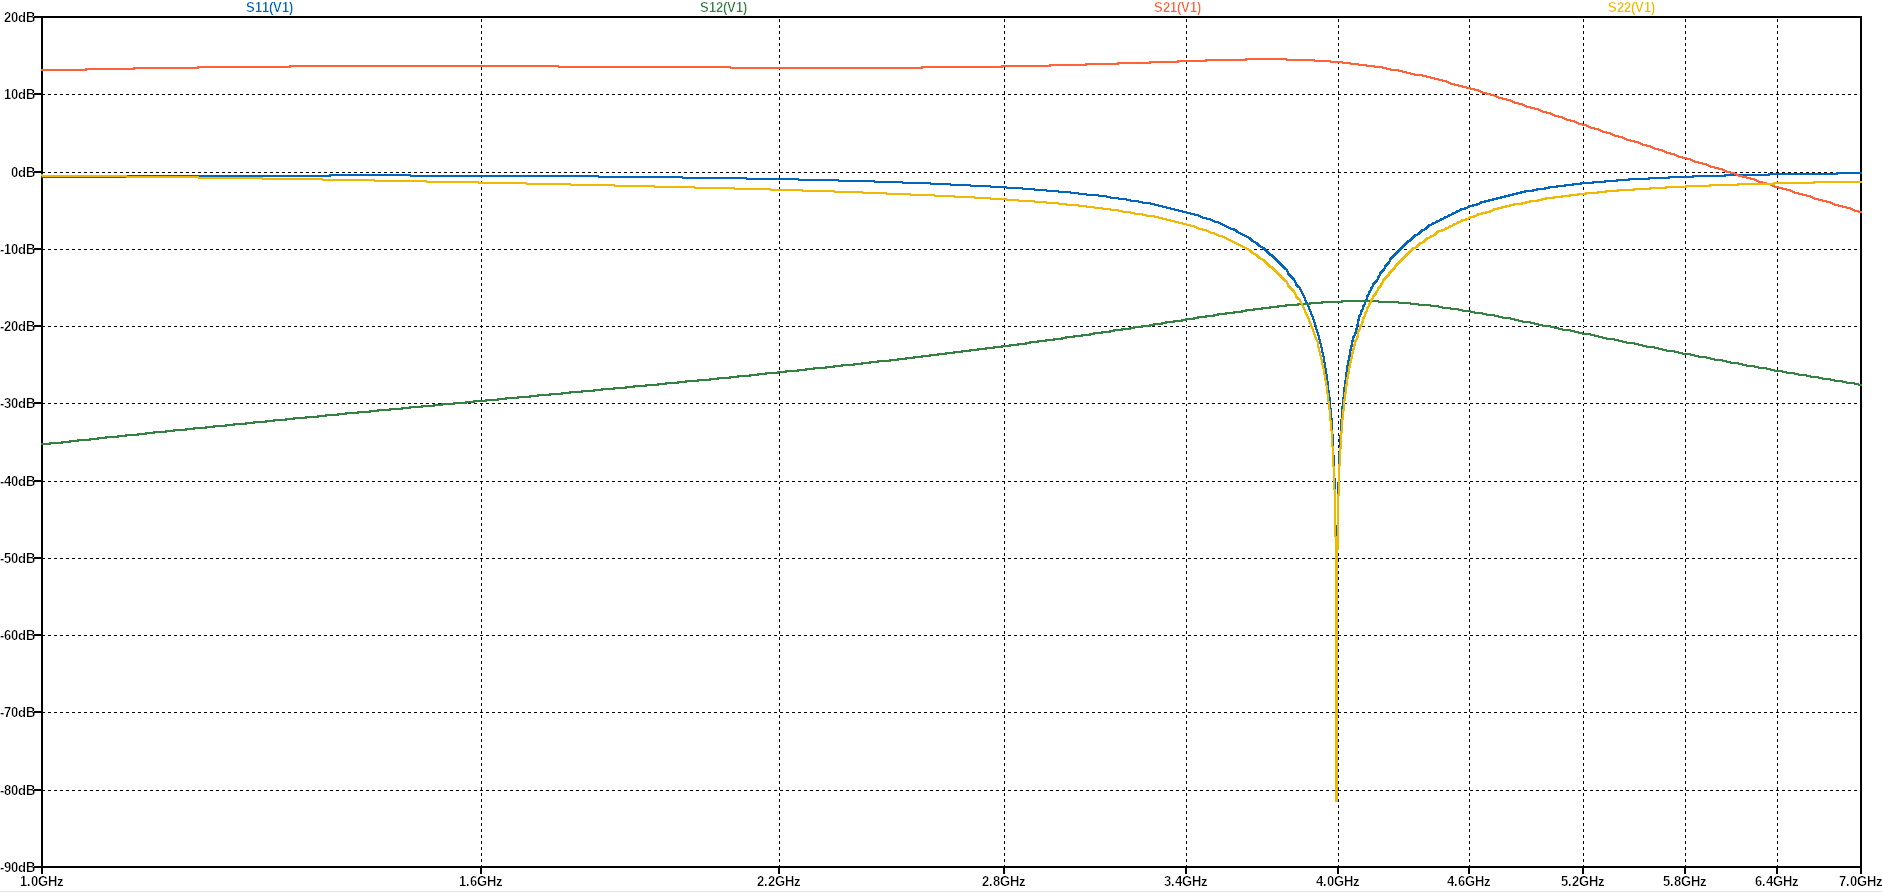 S11(V1) S12(V1) S21(V1) S22(V1)
20dB
10dB
0dB
-10dB
-20dB
-30dB
-40dB
-50dB
-60dB
-70dB
-80dB
-90dB
1.0GHz 1.6GHz 2.2GHz 2.8GHz 3.4GHz 4.0GHz 4.6GHz 5.2GHz 5.8GHz 6.4GHz 7.0GHz